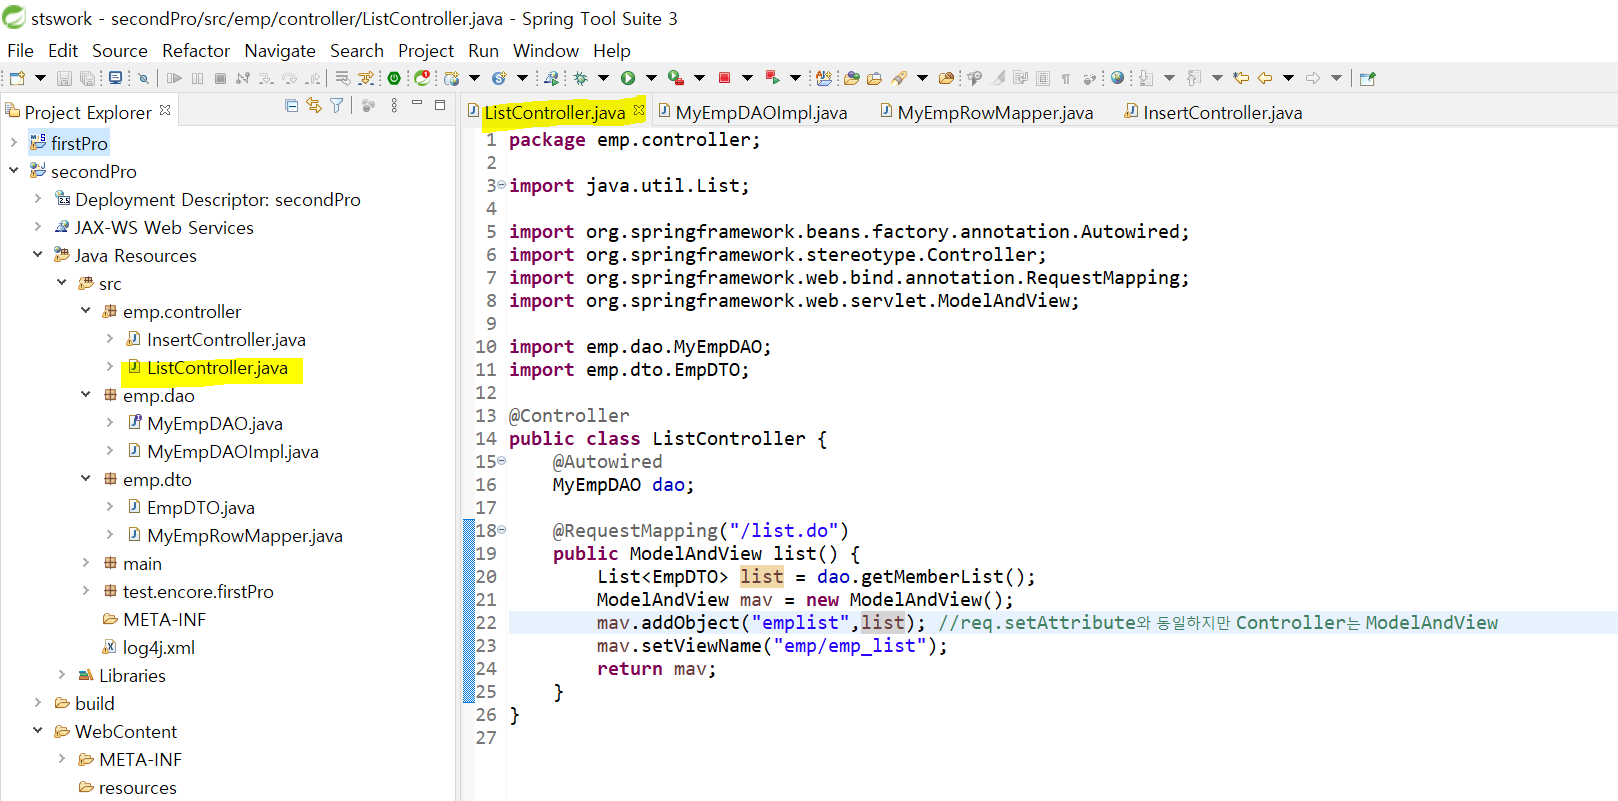 stswork - secondPro/src/emp/controller/ListController.java - Spring Tool Suite 3
File Edit Source Refactor Navigate Search Project Run Window Help
Project Explorer
firstPro
secondPro
Deployment Descriptor: secondPro
JAX-WS Web Services
Java Resources
src
emp.controller
InsertController.java
ListController.java
emp.dao
MyEmpDAO.java
MyEmpDAOImpl.java
emp.dto
EmpDTO.java
MyEmpRowMapper.java
main
test.encore.firstPro
META-INF
log4j.xml
Libraries
build
WebContent
META-INF
resources
ListController.java MyEmpDAOImpl.java MyEmpRowMapper.java InsertController.java
1 package emp.controller;
2
3 import java.util.List;
4
5 import org.springframework.beans.factory.annotation.Autowired;
6 import org.springframework.stereotype.Controller;
7 import org.springframework.web.bind.annotation.RequestMapping;
8 import org.springframework.web.servlet.ModelAndView;
9
10 import emp.dao.MyEmpDAO;
11 import emp.dto.EmpDTO;
12
13 @Controller
14 public class ListController {
15 @Autowired
16 MyEmpDAO dao;
17
18 @RequestMapping("/list.do")
19 public ModelAndView list() {
20 List<EmpDTO> list = dao.getMemberList();
21 ModelAndView mav = new ModelAndView();
22 mav.addObject("emplist",list); //req.setAttribute와 동일하지만 Controller는 ModelAndView
23 mav.setViewName("emp/emp_list");
24 return mav;
25 }
26 }
27